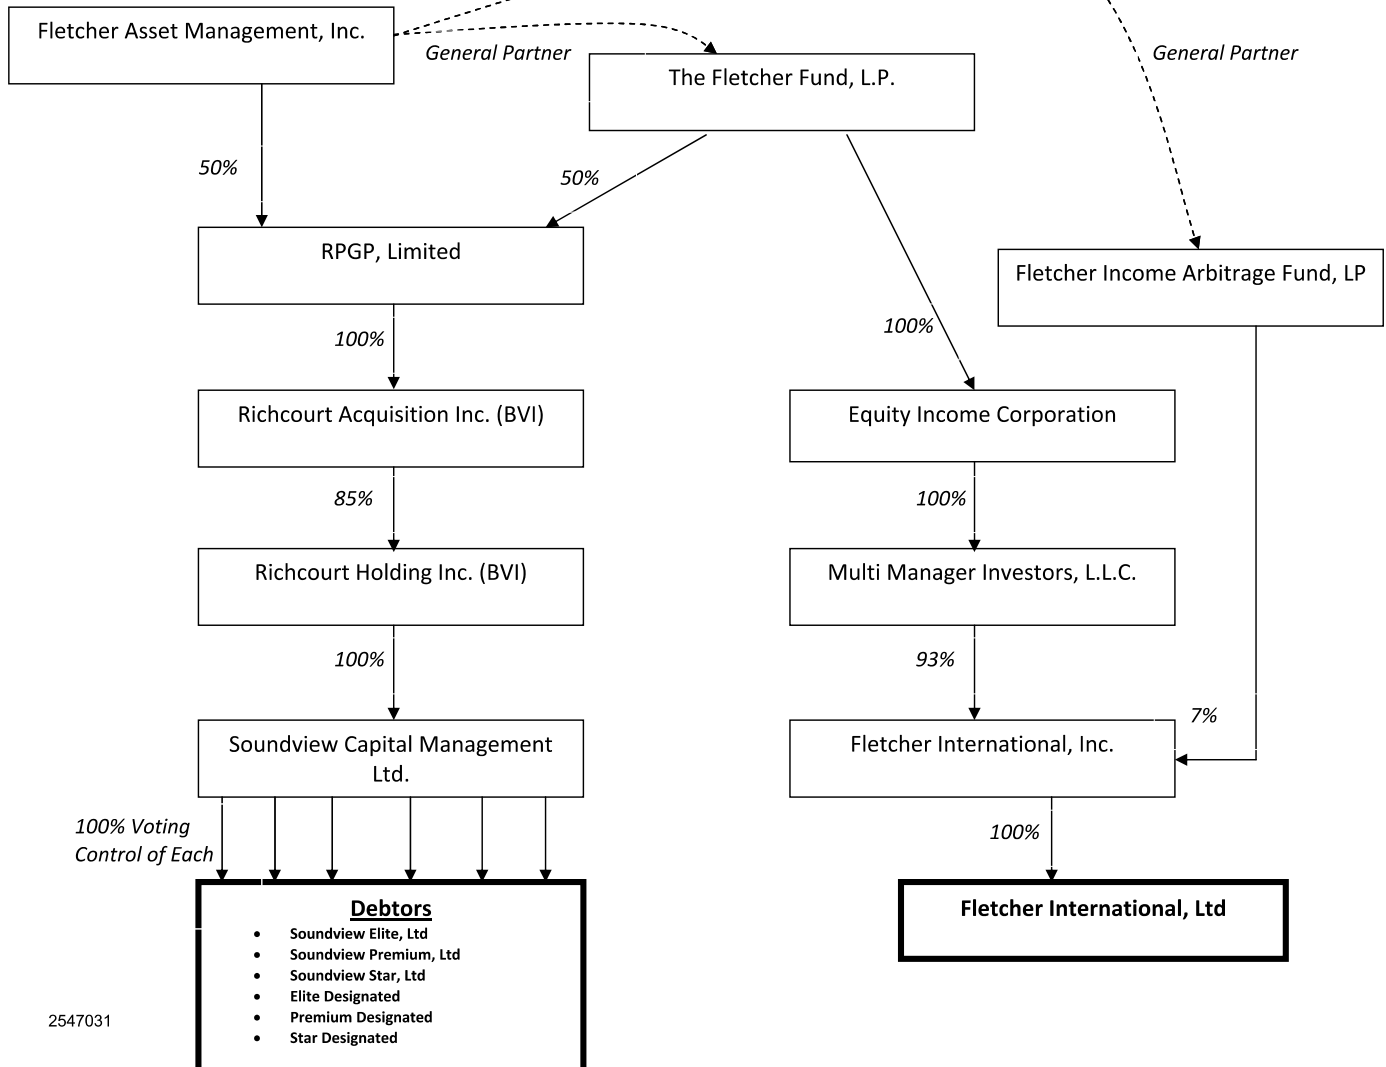 Fletcher Asset Management, Inc.
General Partner
General Partner
The Fletcher Fund, L.P.
50%
50%
RPGP, Limited
Fletcher Income Arbitrage Fund, LP
100%
100%
Richcourt Acquisition Inc. (BVI)
Equity Income Corporation
85%
100%
Richcourt Holding Inc. (BVI)
Multi Manager Investors, L.L.C.
100%
93%
7%
Soundview Capital Management
Ltd.
Fletcher International, Inc.
100% Voting
Control of Each
100%
Debtors
• Soundview Elite, Ltd
• Soundview Premium, Ltd
• Soundview Star, Ltd
• Elite Designated
• Premium Designated
• Star Designated
Fletcher International, Ltd
2547031